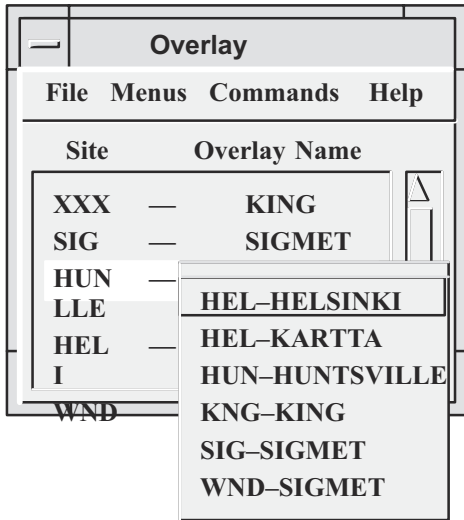 Overlay
File Menus Commands Help
Site Overlay Name
XXX — KING
SIG — SIGMET
HUN —
LLE
HEL —
I
WND
HEL–HELSINKI
HEL–KARTTA
HUN–HUNTSVILLE
KNG–KING
SIG–SIGMET
WND–SIGMET